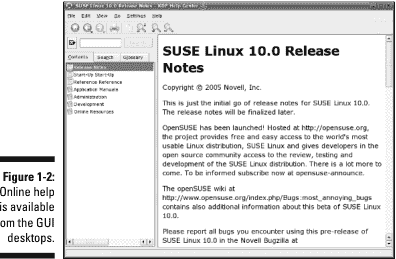 SUSE Linux 10.0 Release Notes - KDE Help Center
File Edit View Go Settings Help
Contents Search Glossary
Release Notes
Start-Up Start-Up
Reference Reference
Application Manuals
Administration
Development
Online Resources
SUSE Linux 10.0 Release
Notes
Copyright © 2005 Novell, Inc.
This is just the initial go of release notes for SUSE Linux 10.0.
The release notes will be finalized later.
OpenSUSE has been launched! Hosted at http://opensuse.org,
the project provides free and easy access to the world's most
usable Linux distribution, SUSE Linux and gives developers in the
open source community access to the review, testing and
development of the SUSE Linux distribution. There is a lot more to
come. To be informed subscribe now at opensuse-announce.
The openSUSE wiki at
http://www.opensuse.org/index.php/Bugs:most_annoying_bugs
contains also additional information about this beta of SUSE Linux
10.0.
Please report all bugs you encounter using this pre-release of
SUSE Linux 10.0 in the Novell Bugzilla at
Figure 1-2:
Online help
is available
om the GUI
desktops.